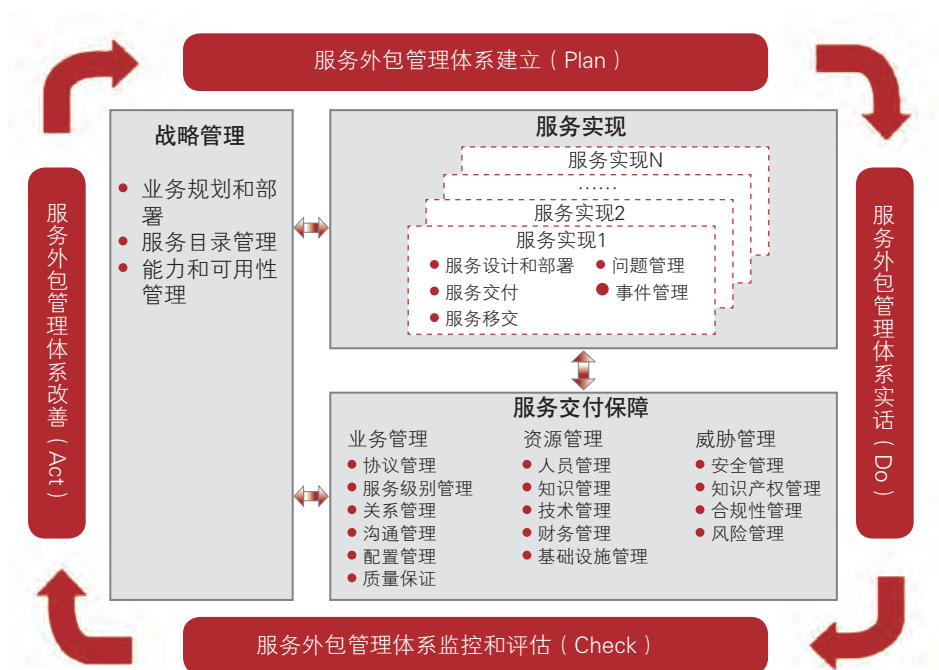 服务外包管理体系建立（Plan）
战略管理
业务规划和部
署
服务目录管理
能力和可用性
管理
服务实现
服务实现N
……
服务实现2
服务实现1
服务设计和部署
问题管理
服务交付
事件管理
服务移交
服务交付保障
业务管理
协议管理
服务级别管理
关系管理
沟通管理
配置管理
质量保证
资源管理
人员管理
知识管理
技术管理
财务管理
基础设施管理
威胁管理
安全管理
知识产权管理
合规性管理
风险管理
服务外包管理体系改善（Act）
服务外包管理体系实话（Do）
服务外包管理体系监控和评估（Check）